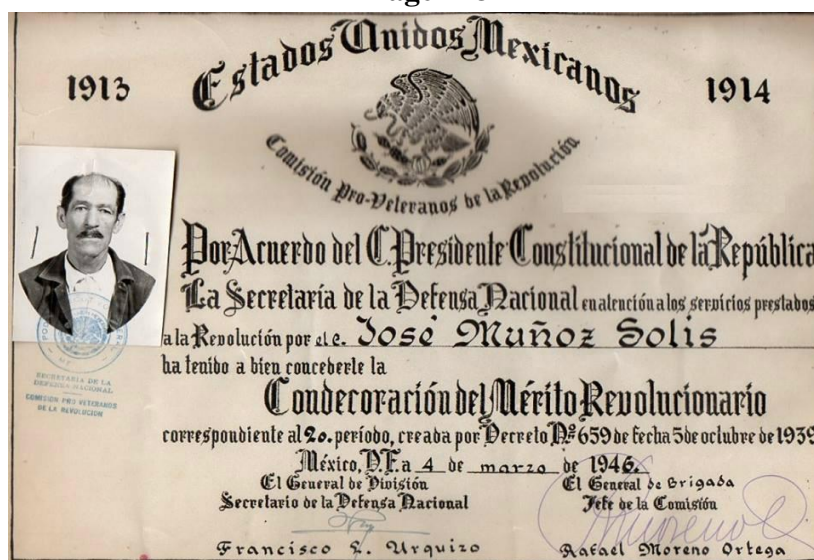 Estados Unidos Mexicanos
1913
1914
Comisión Pro-Veteranos de la Revolución
Por Acuerdo del C. Presidente Constitucional de la República
La Secretaría de la Defensa Nacional en atención a los servicios prestados
a la Revolución por el c. José Muñoz Solis
ha tenido a bien concederle la
Condecoración del Mérito Revolucionario
correspondiente al 2o. período, creada por Decreto Nº 659 de fecha 5 de octubre de 1939
México, D.F. a 4 de marzo de 1946.
El General de División
El General de Brigada
Secretario de la Defensa Nacional
Jefe de la Comisión
Francisco L. Urquizo
Rafael Moreno Ortega
SECRETARIA DE LA
DEFENSA NACIONAL
COMISION PRO VETERANOS
DE LA REVOLUCION